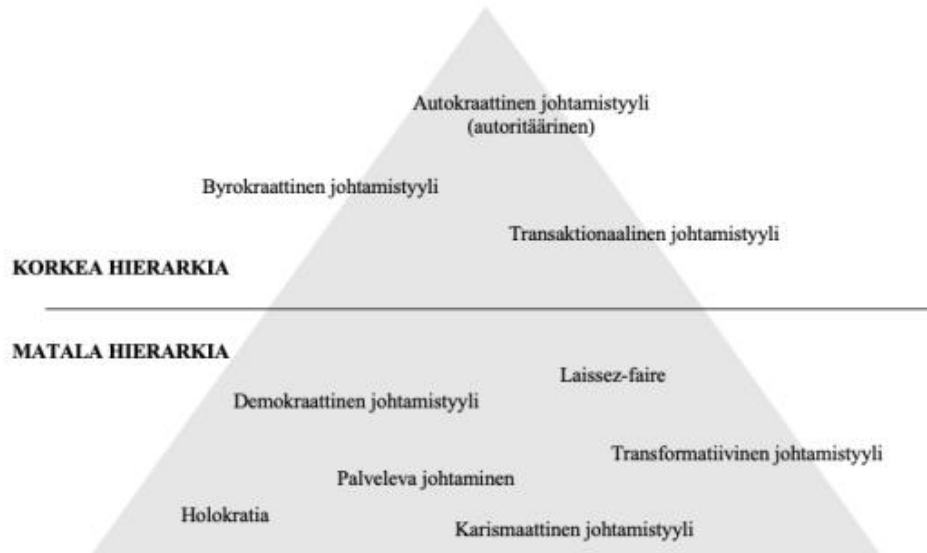 Autokraattinen johtamistyyli
(autoritäärinen)
Byrokraattinen johtamistyyli
Transaktionaalinen johtamistyyli
KORKEA HIERARKIA
MATALA HIERARKIA
Laissez-faire
Demokraattinen johtamistyyli
Transformatiivinen johtamistyyli
Palveleva johtaminen
Holokratia
Karismaattinen johtamistyyli